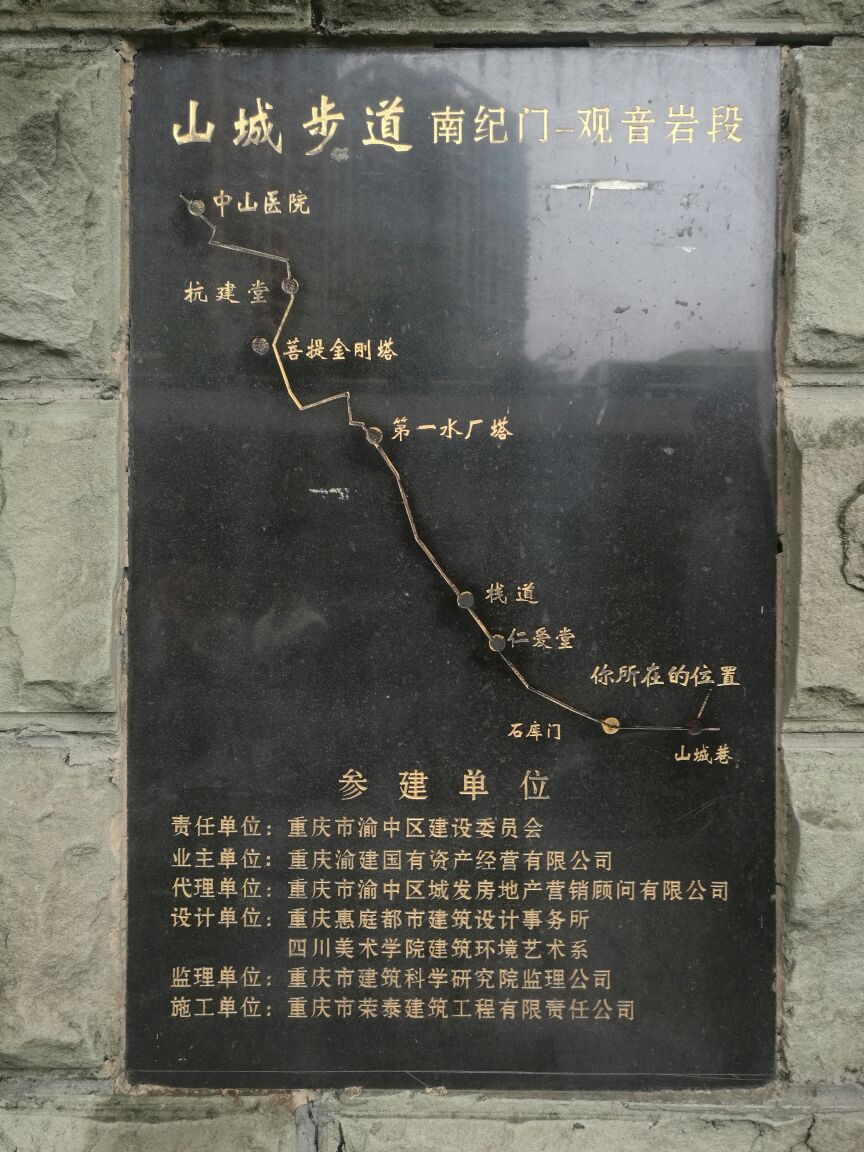 山城步道 南纪门-观音岩段
中山医院
杭建堂
菩提金刚塔
第一水厂塔
栈道
仁爱堂
你所在的位置
石库门
山城巷
参建单位
责任单位：重庆市渝中区建设委员会
业主单位：重庆渝建国有资产经营有限公司
代理单位：重庆市渝中区城发房地产营销顾问有限公司
设计单位：重庆惠庭都市建筑设计事务所
四川美术学院建筑环境艺术系
监理单位：重庆市建筑科学研究院监理公司
施工单位：重庆市荣泰建筑工程有限责任公司